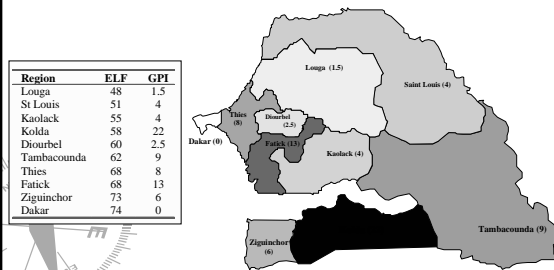 Region ELF GPI
Louga 48 1.5
St Louis 51 4
Kaolack 55 4
Kolda 58 22
Diourbel 60 2.5
Tambacounda 62 9
Thies 68 8
Fatick 68 13
Ziguinchor 73 6
Dakar 74 0
Louga (1.5)
Saint Louis (4)
Thies
(8)
Diourbel
(2.5)
Dakar (0)
Fatick (13)
Kaolack (4)
Tambacounda (9)
Ziguinchor
(6)